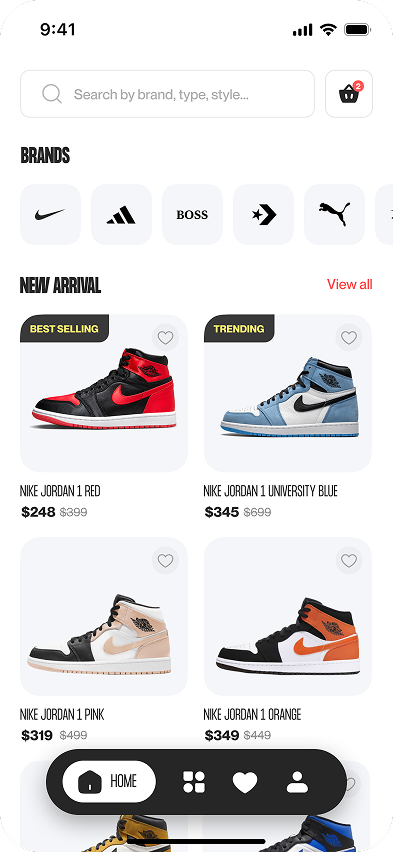 9:41
Search by brand, type, style...
2
BRANDS
BOSS
NEW ARRIVAL
View all
BEST SELLING
TRENDING
NIKE JORDAN 1 RED
$248 $399
NIKE JORDAN 1 UNIVERSITY BLUE
$345 $699
NIKE JORDAN 1 PINK
$319 $499
NIKE JORDAN 1 ORANGE
$349 $449
HOME